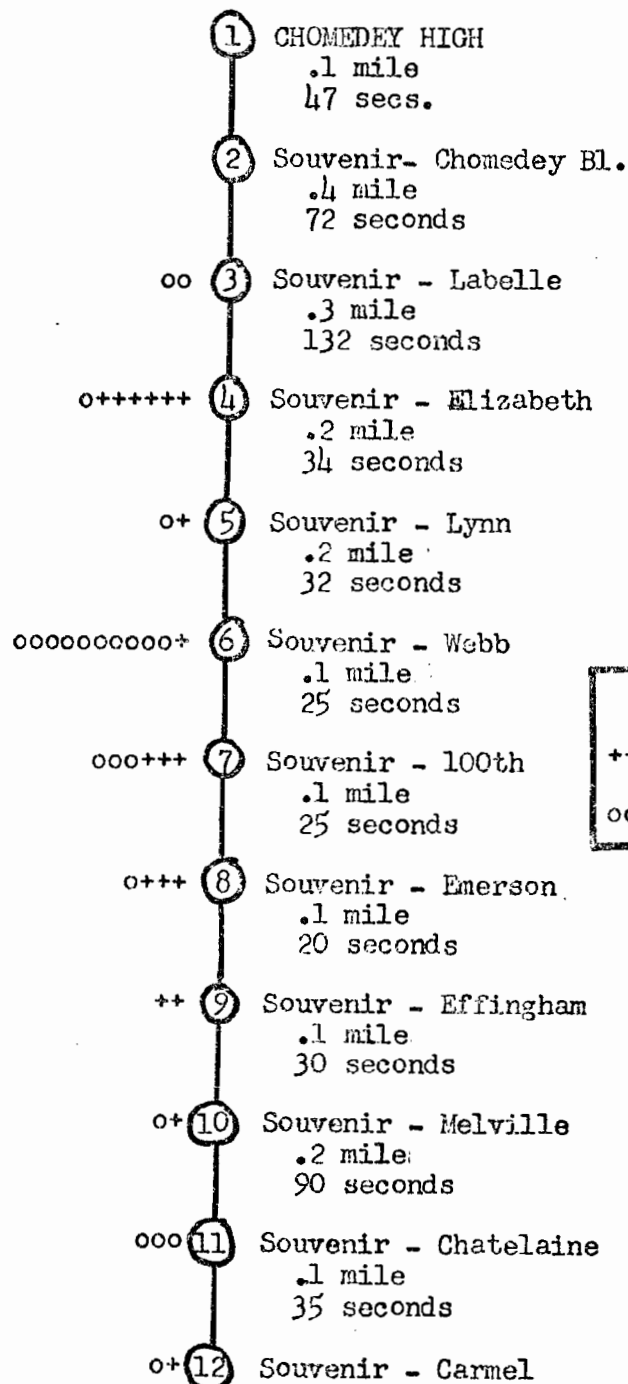 1 CHOMEDEY HIGH
.1 mile
47 secs.
2 Souvenir- Chomedey Bl.
.4 mile
72 seconds
oo 3 Souvenir - Labelle
.3 mile
132 seconds
o++++++ 4 Souvenir - Elizabeth
.2 mile
34 seconds
o+ 5 Souvenir - Lynn
.2 mile
32 seconds
oooooooooo+ 6 Souvenir - Webb
.1 mile
25 seconds
ooo+++ 7 Souvenir - 100th
.1 mile
25 seconds
o+++ 8 Souvenir - Emerson
.1 mile
20 seconds
++ 9 Souvenir - Effingham
.1 mile
30 seconds
o+ 10 Souvenir - Melville
.2 mile
90 seconds
ooo 11 Souvenir - Chatelaine
.1 mile
35 seconds
o+ 12 Souvenir - Carmel